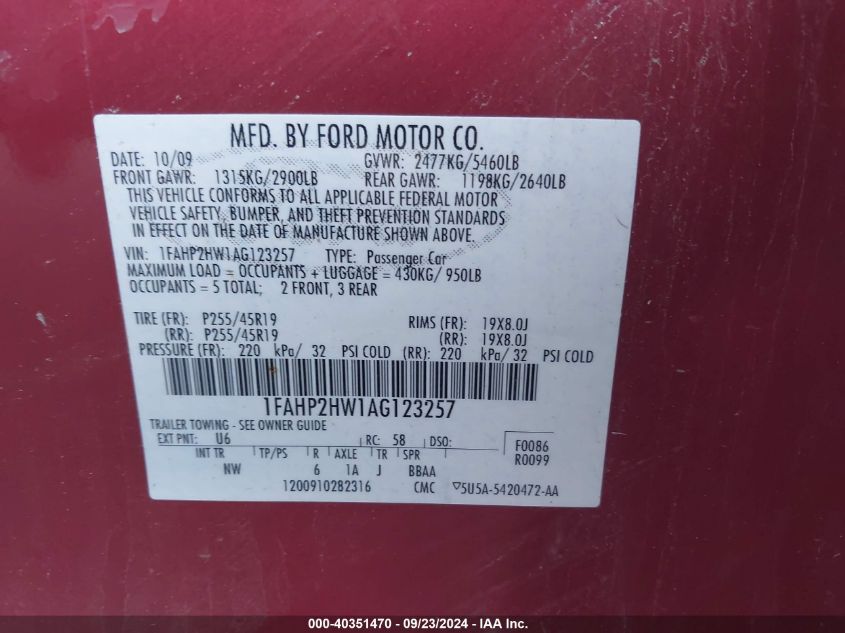 MFD. BY FORD MOTOR CO.
DATE: 10/09 GVWR: 2477KG/5460LB
FRONT GAWR: 1315KG/2900LB REAR GAWR: 1198KG/2640LB
THIS VEHICLE CONFORMS TO ALL APPLICABLE FEDERAL MOTOR
VEHICLE SAFETY, BUMPER, AND THEFT PREVENTION STANDARDS
IN EFFECT ON THE DATE OF MANUFACTURE SHOWN ABOVE.
VIN: 1FAHP2HW1AG123257 TYPE: Passenger Car
MAXIMUM LOAD = OCCUPANTS + LUGGAGE = 430KG/ 950LB
OCCUPANTS = 5 TOTAL; 2 FRONT, 3 REAR
TIRE (FR): P255/45R19 RIMS (FR): 19X8.0J
(RR): P255/45R19 (RR): 19X8.0J
PRESSURE (FR): 220 kPa/ 32 PSI COLD (RR): 220 kPa/ 32 PSI COLD
1FAHP2HW1AG123257
TRAILER TOWING - SEE OWNER GUIDE
EXT PNT: U6 RC: 58 DSO: F0086
INT TR TP/PS R AXLE TR SPR R0099
NW 6 1A J BBAA
1200910282316 CMC ▽5U5A-5420472-AA
000-40351470 - 09/23/2024 - IAA Inc.